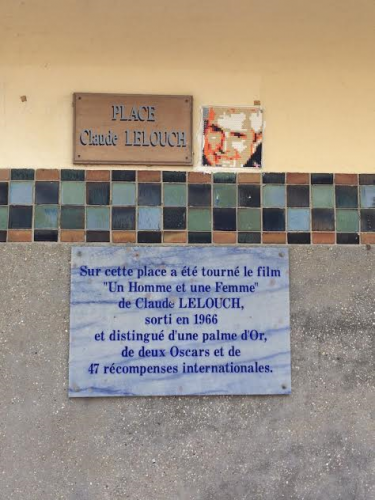 PLACE
Claude LELOUCH
Sur cette place a été tourné le film
"Un Homme et une Femme"
de Claude LELOUCH,
sorti en 1966
et distingué d'une palme d'Or,
de deux Oscars et de
47 récompenses internationales.